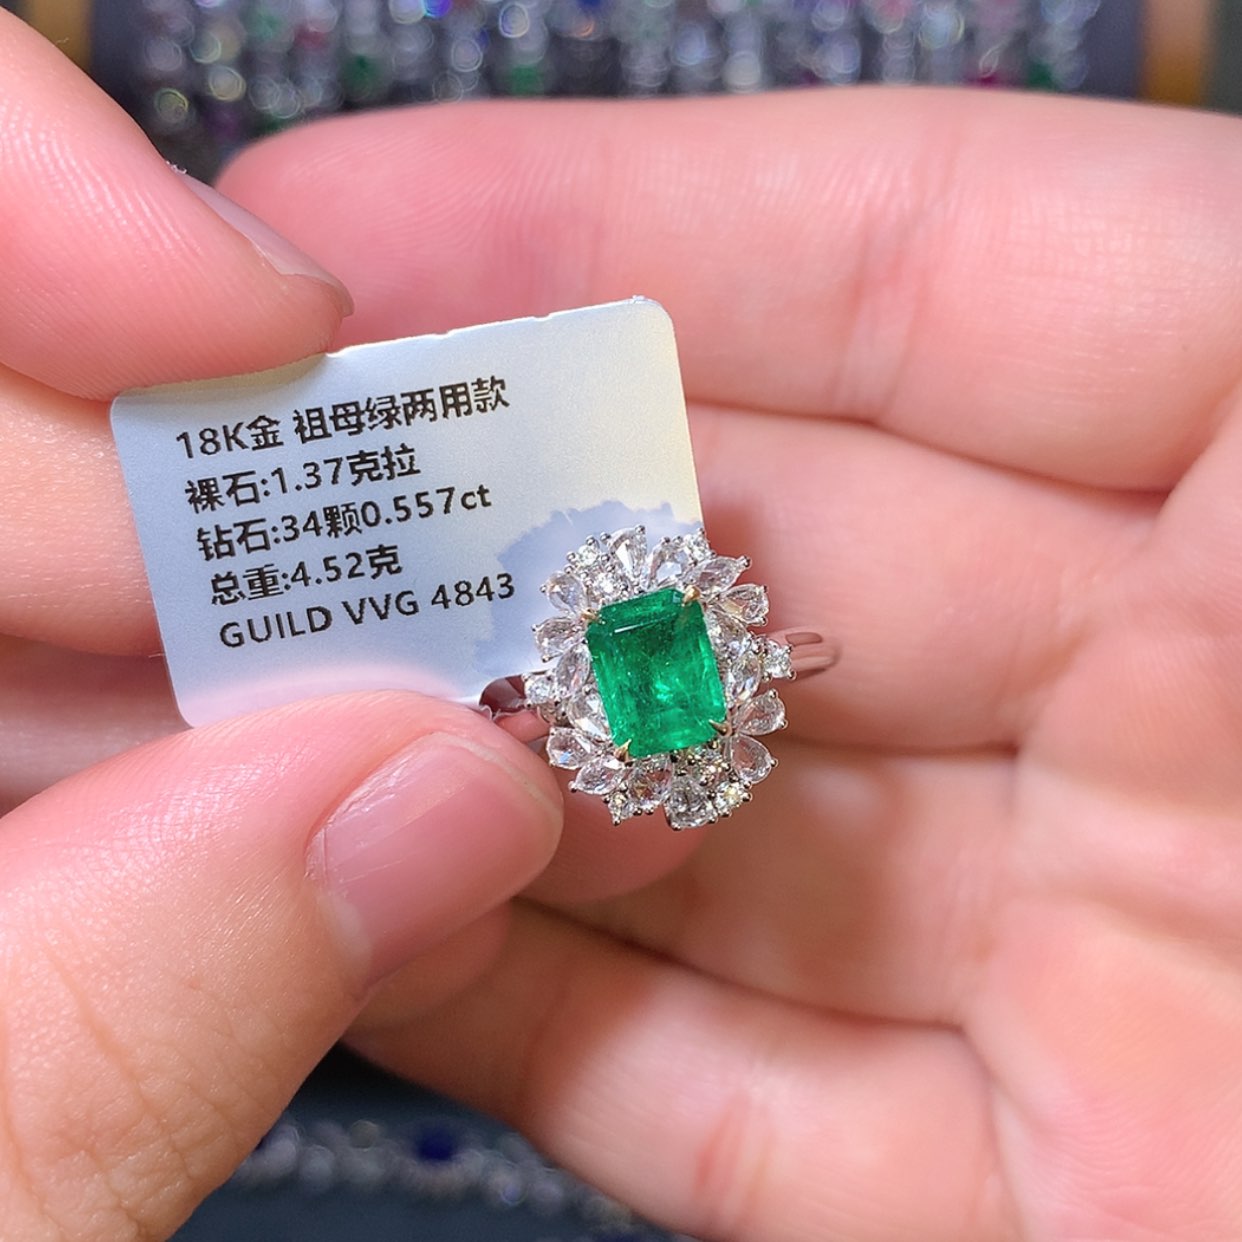 18K金 祖母绿两用款
裸石:1.37克拉
钻石:34颗0.557ct
总重:4.52克
GUILD VVG 4843